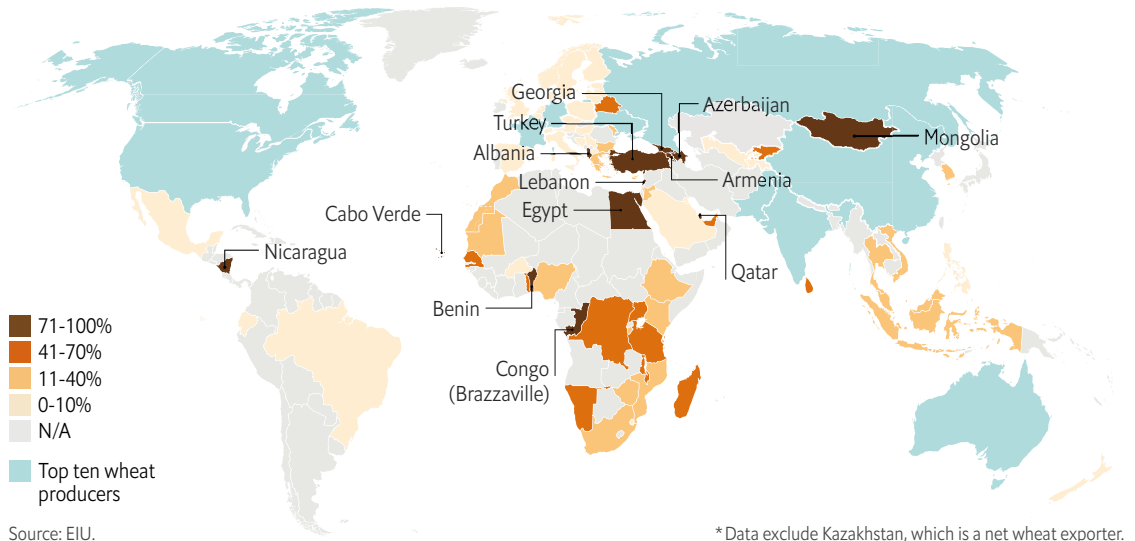 Georgia
Azerbaijan
Turkey
Mongolia
Albania
Armenia
Lebanon
Egypt
Cabo Verde
Nicaragua
Qatar
Benin
Congo
(Brazzaville)
71-100%
41-70%
11-40%
0-10%
N/A
Top ten wheat
producers
Source: EIU.
* Data exclude Kazakhstan, which is a net wheat exporter.